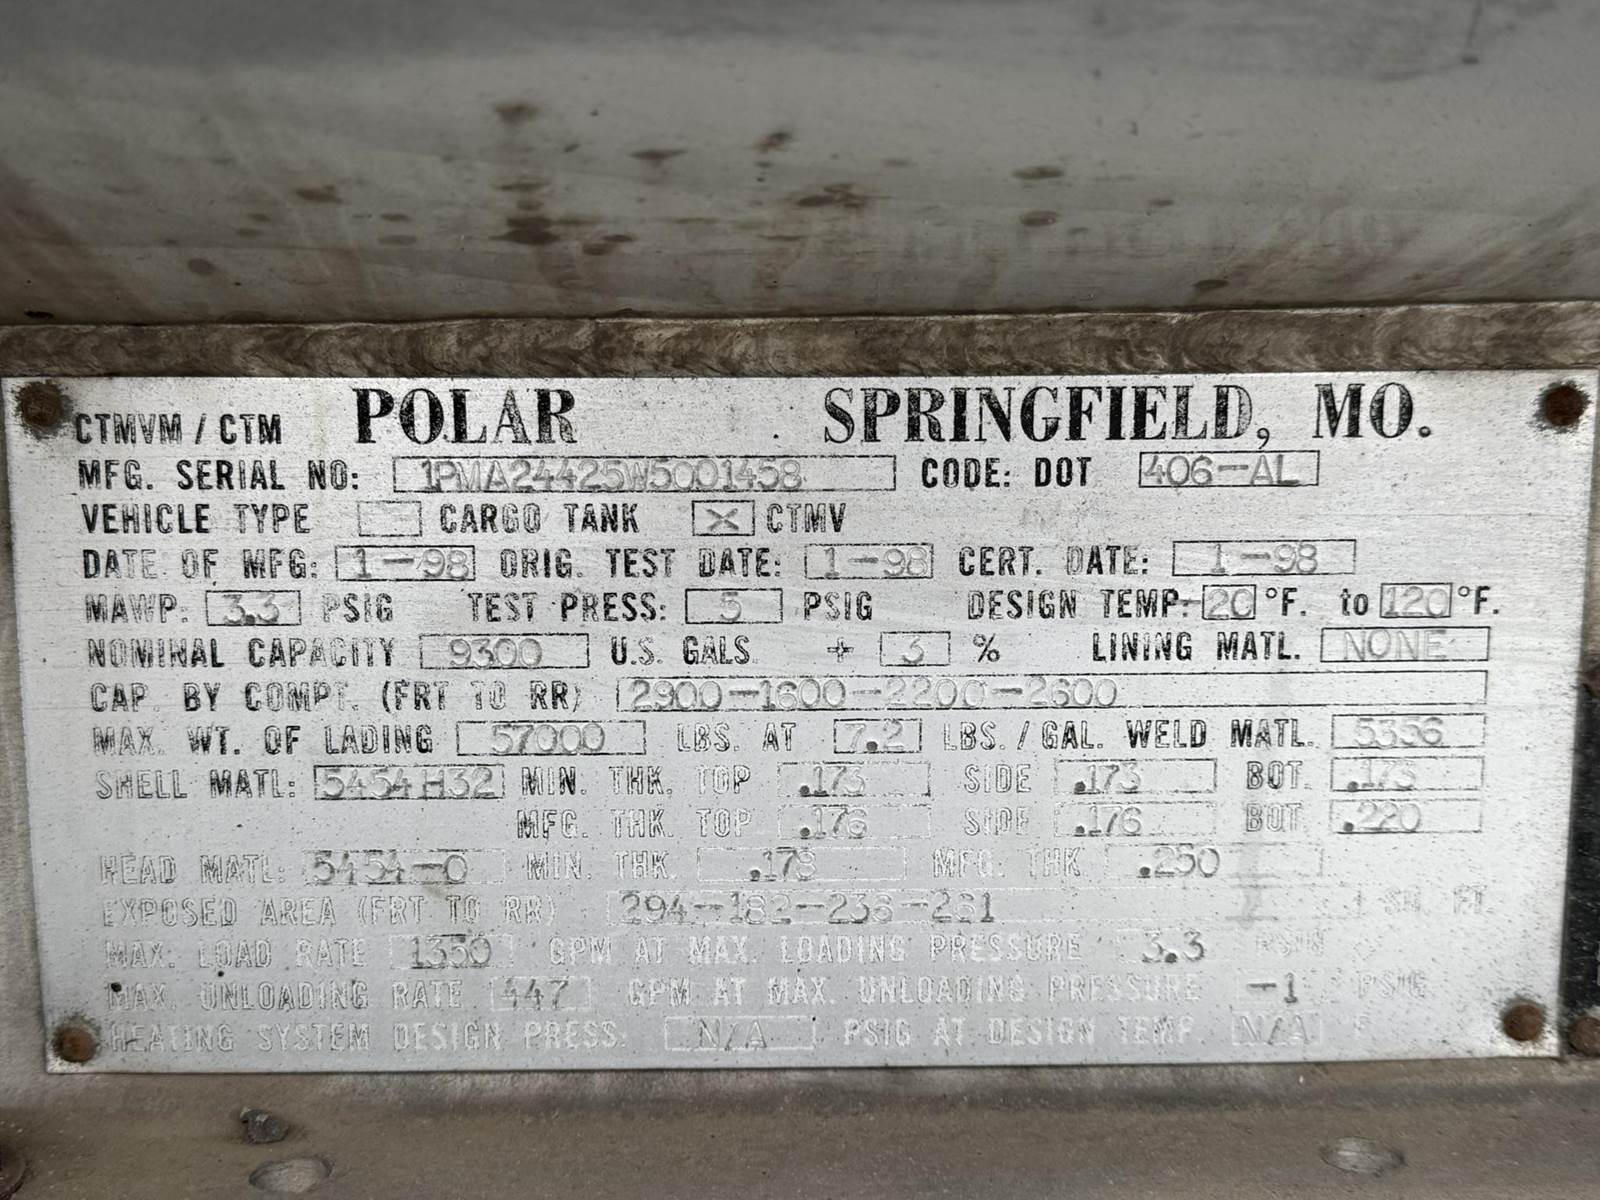 CTMVM / CTM POLAR SPRINGFIELD, MO.
MFG. SERIAL NO: 1PMA24425W5001458 CODE: DOT 406-AL
VEHICLE TYPE CARGO TANK X CTMV
DATE OF MFG: 1-98 ORIG. TEST DATE: 1-98 CERT. DATE: 1-98
MAWP: 3.3 PSIG TEST PRESS: 5 PSIG DESIGN TEMP: -20 °F. to 120 °F.
NOMINAL CAPACITY 9300 U.S. GALS. + 3 % LINING MATL. NONE
CAP. BY COMPT. (FRT TO RR) 2900-1600-2200-2600
MAX. WT. OF LADING 57000 LBS. AT 7.2 LBS. / GAL. WELD MATL. 5356
SHELL MATL: 5454 H32 MIN. THK. TOP .173 SIDE .173 BOT. .173
MFG. THK. TOP .176 SIDE .176 BOT. .220
HEAD MATL: 5454-0 MIN. THK. .173 MFG. THK .250
EXPOSED AREA (FRT TO RR) 294-182-236-261 SQ. FT.
MAX. LOAD RATE 1350 GPM AT MAX. LOADING PRESSURE 3.3 PSIG
MAX. UNLOADING RATE 447 GPM AT MAX. UNLOADING PRESSURE -1 PSIG
HEATING SYSTEM DESIGN PRESS. N/A PSIG AT DESIGN TEMP. N/A F